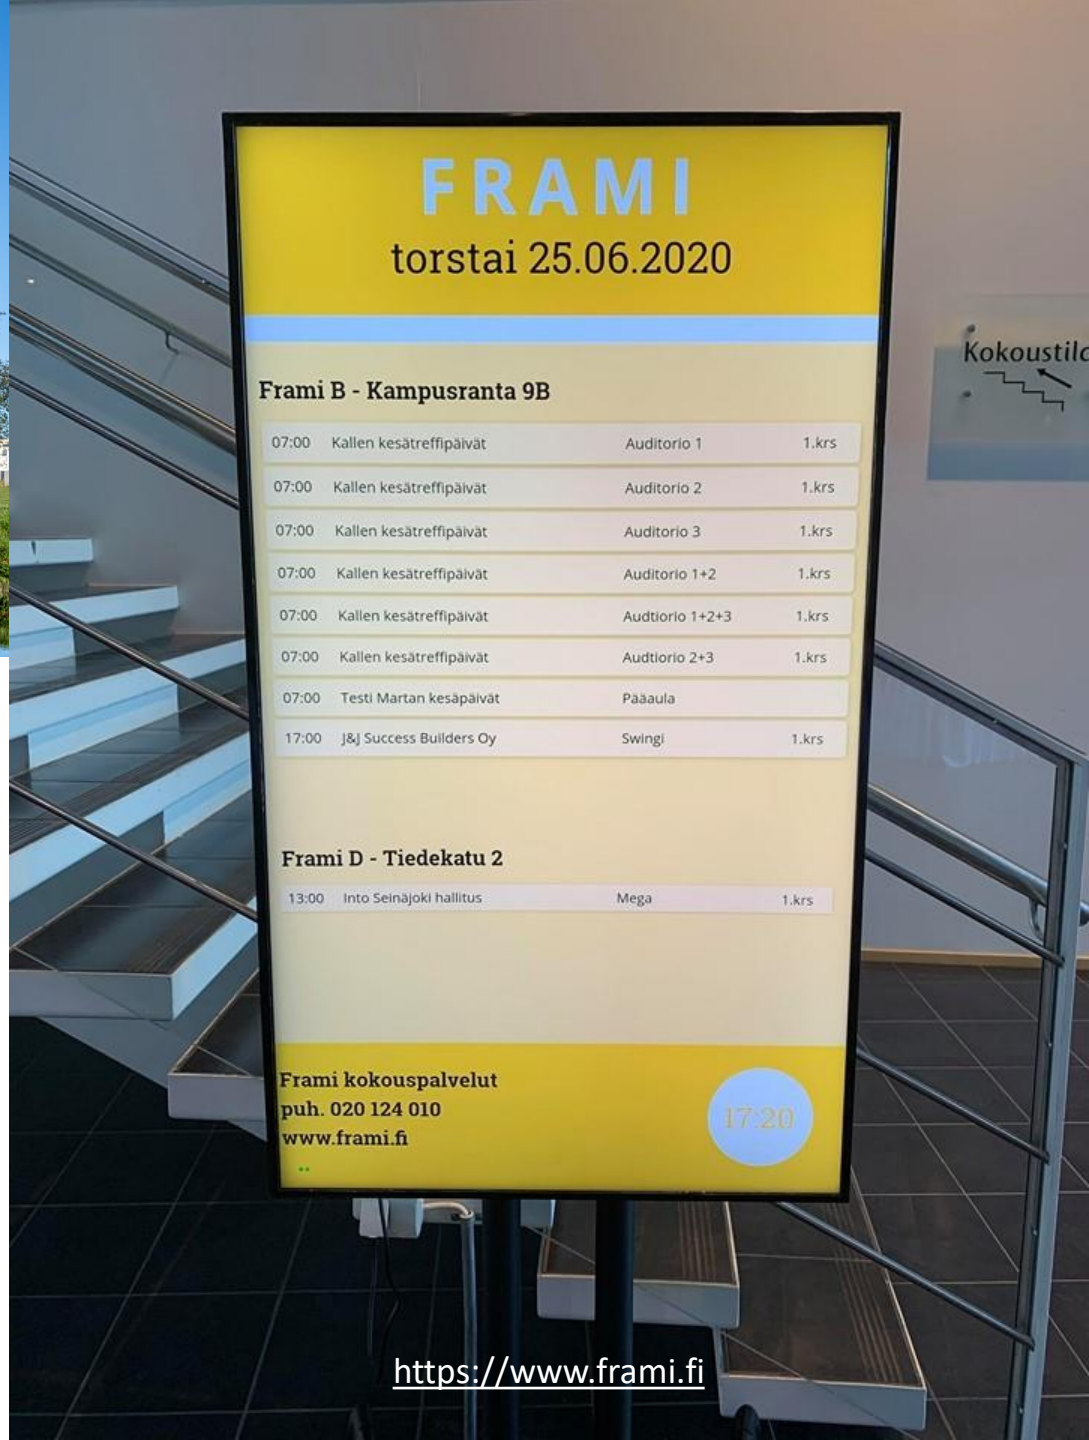 FRAMI
torstai 25.06.2020
Frami B - Kampusranta 9B
07:00 Kallen kesätreffipäivät Auditorio 1 1.krs
07:00 Kallen kesätreffipäivät Auditorio 2 1.krs
07:00 Kallen kesätreffipäivät Auditorio 3 1.krs
07:00 Kallen kesätreffipäivät Auditorio 1+2 1.krs
07:00 Kallen kesätreffipäivät Audtiorio 1+2+3 1.krs
07:00 Kallen kesätreffipäivät Audtiorio 2+3 1.krs
07:00 Testi Martan kesäpäivät Pääaula
17:00 J&J Success Builders Oy Swingi 1.krs
Frami D - Tiedekatu 2
13:00 Into Seinäjoki hallitus Mega 1.krs
Frami kokouspalvelut
puh. 020 124 010
www.frami.fi
17:20
https://www.frami.fi